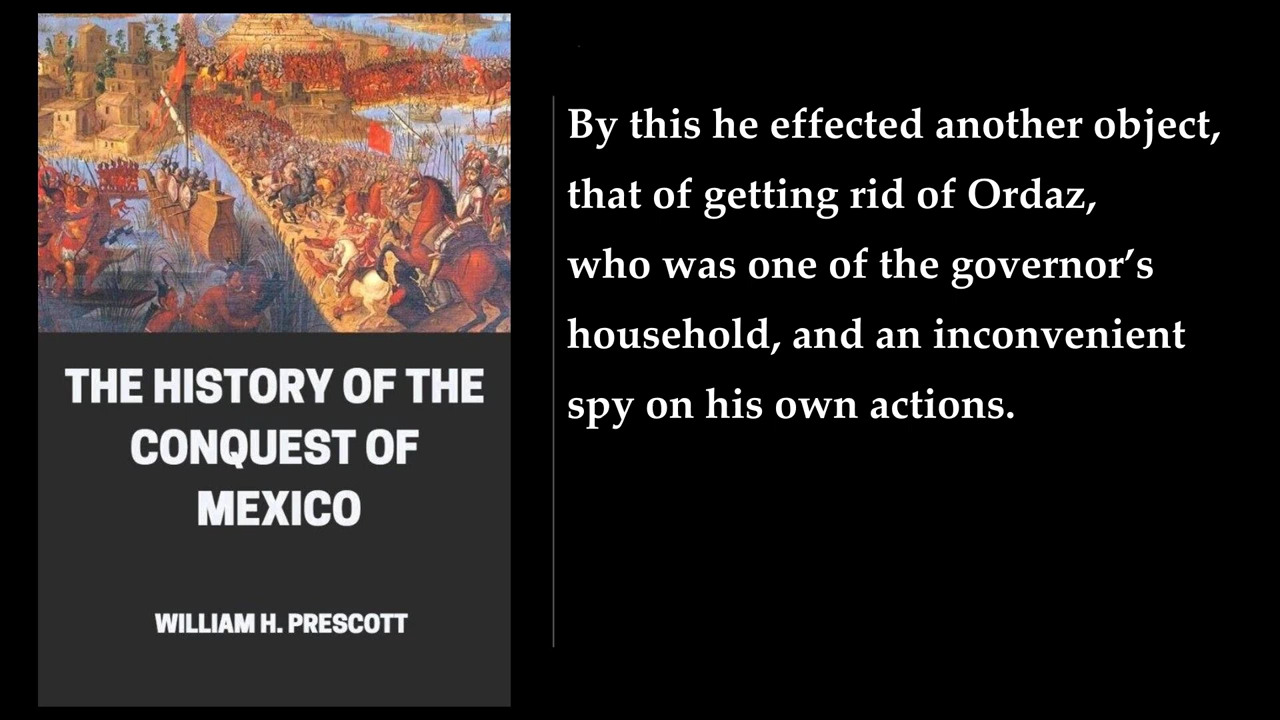 THE HISTORY OF THE
CONQUEST OF
MEXICO
WILLIAM H. PRESCOTT
By this he effected another object,
that of getting rid of Ordaz,
who was one of the governor’s
household, and an inconvenient
spy on his own actions.